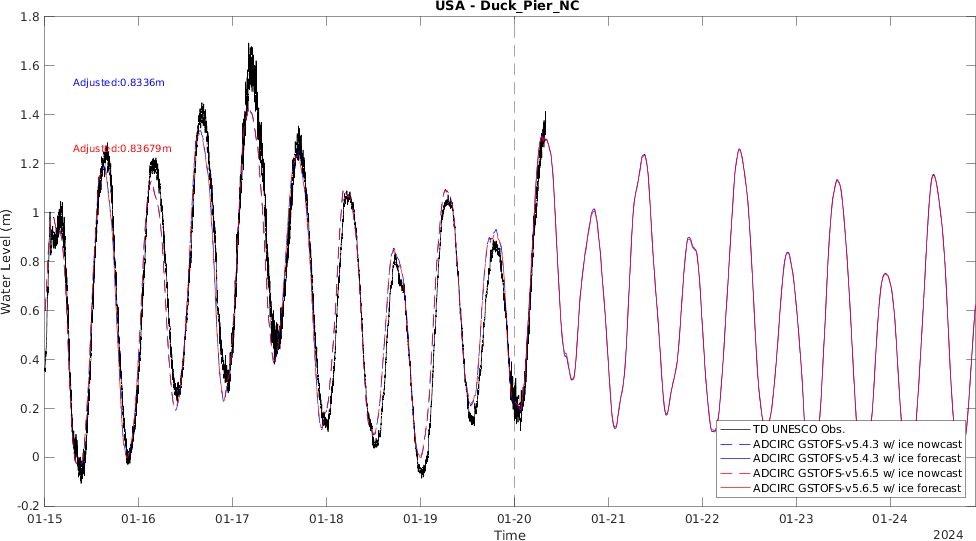 USA - Duck_Pier_NC
1.8
1.6
1.4
1.2
1
0.8
0.6
0.4
0.2
0
-0.2
Water Level (m)
Adjusted:0.8336m
Adjusted:0.83679m
TD UNESCO Obs.
ADCIRC GSTOFS-v5.4.3 w/ ice nowcast
ADCIRC GSTOFS-v5.4.3 w/ ice forecast
ADCIRC GSTOFS-v5.6.5 w/ ice nowcast
ADCIRC GSTOFS-v5.6.5 w/ ice forecast
01-15 01-16 01-17 01-18 01-19 01-20 01-21 01-22 01-23 01-24
Time
2024